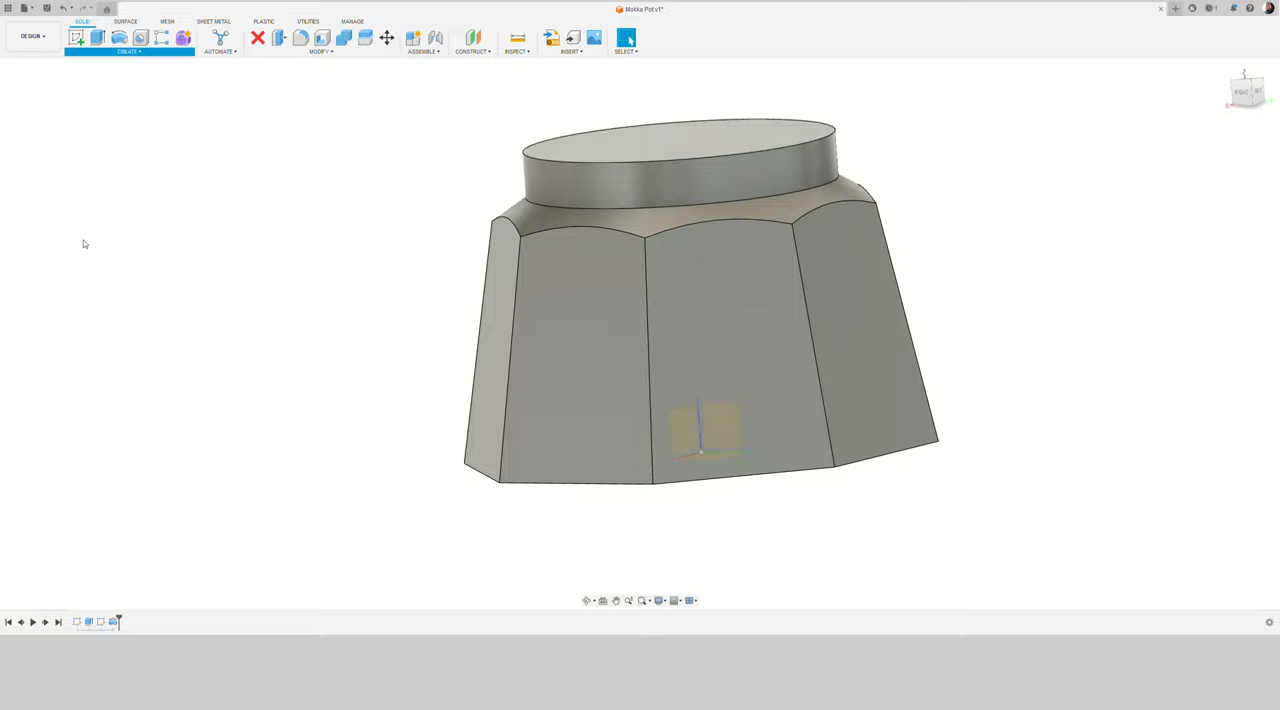 Mokka Pot v1*
SOLID SURFACE MESH SHEET METAL PLASTIC UTILITIES MANAGE
DESIGN
CREATE AUTOMATE MODIFY ASSEMBLE CONSTRUCT INSPECT INSERT SELECT
Z
RIGHT
X